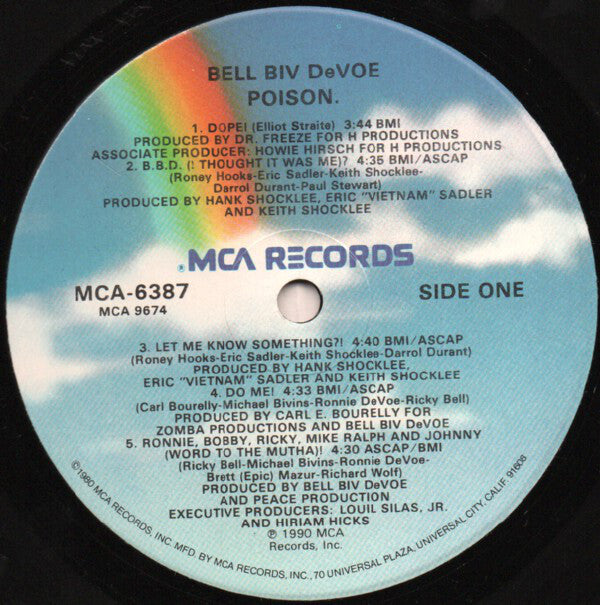 BELL BIV DeVOE
POISON.
1. DOPE! (Elliot Straite) 3:44 BMI
PRODUCED BY DR. FREEZE FOR H PRODUCTIONS
ASSOCIATE PRODUCER: HOWIE HIRSCH FOR H PRODUCTIONS
2. B.B.D. (I THOUGHT IT WAS ME)? 4:35 BMI/ASCAP
(Roney Hooks-Eric Sadler-Keith Shocklee-
Darrol Durant-Paul Stewart)
PRODUCED BY HANK SHOCKLEE, ERIC "VIETNAM" SADLER
AND KEITH SHOCKLEE
MCA RECORDS
MCA-6387
MCA 9674
SIDE ONE
3. LET ME KNOW SOMETHING?! 4:40 BMI/ASCAP
(Roney Hooks-Eric Sadler-Keith Shocklee-Darrol Durant)
PRODUCED BY HANK SHOCKLEE,
ERIC "VIETNAM" SADLER AND KEITH SHOCKLEE
4. DO ME! 4:33 BMI/ASCAP
(Carl Bourelly-Michael Bivins-Ronnie DeVoe-Ricky Bell)
PRODUCED BY CARL E. BOURELLY FOR
ZOMBA PRODUCTIONS AND BELL BIV DeVOE
5. RONNIE, BOBBY, RICKY, MIKE RALPH AND JOHNNY
(WORD TO THE MUTHA)! 4:30 ASCAP/BMI
(Ricky Bell-Michael Bivins-Ronnie DeVoe-
Brett (Epic) Mazur-Richard Wolf)
PRODUCED BY BELL BIV DeVOE
AND PEACE PRODUCTION
EXECUTIVE PRODUCERS: LOUIL SILAS, JR.
AND HIRIAM HICKS
℗ 1990 MCA
Records, Inc.
©1980 MCA RECORDS, INC. MFD. BY MCA RECORDS, INC., 70 UNIVERSAL PLAZA, UNIVERSAL CITY, CALIF. 91608